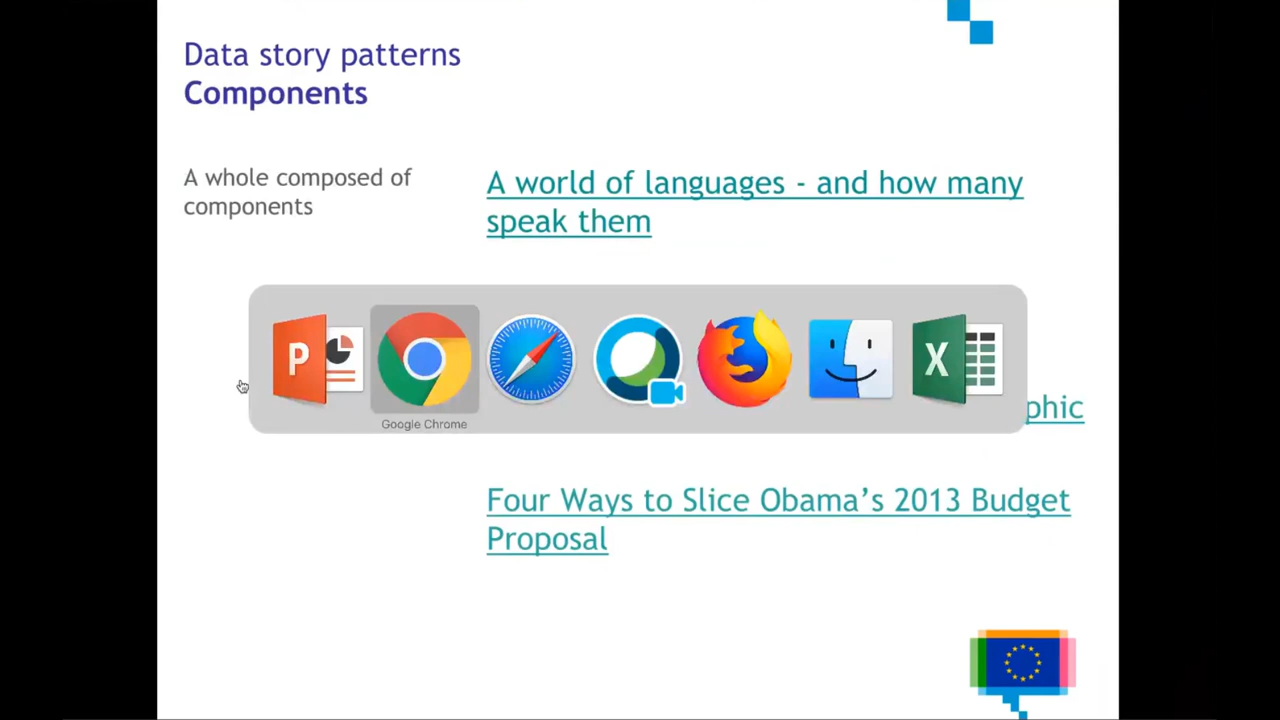 Data story patterns
Components
A whole composed of
components
A world of languages - and how many
speak them
P
X
Google Chrome
phic
Four Ways to Slice Obama’s 2013 Budget
Proposal